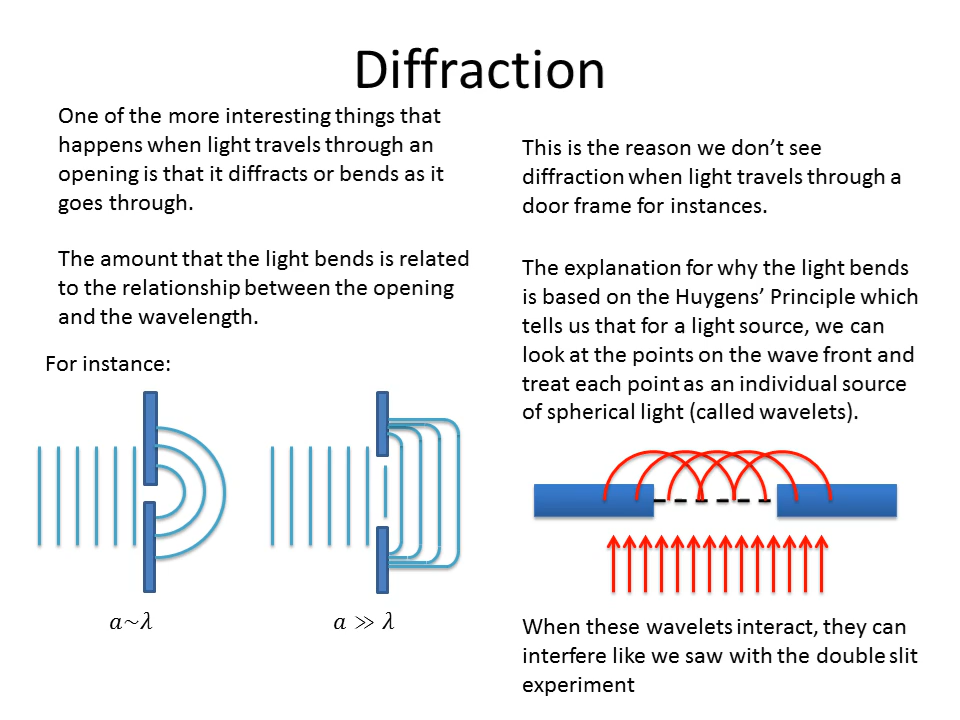 Diffraction
One of the more interesting things that
happens when light travels through an
opening is that it diffracts or bends as it
goes through.
The amount that the light bends is related
to the relationship between the opening
and the wavelength.
For instance:
a~λ
a ≫ λ
This is the reason we don’t see
diffraction when light travels through a
door frame for instances.
The explanation for why the light bends
is based on the Huygens’ Principle which
tells us that for a light source, we can
look at the points on the wave front and
treat each point as an individual source
of spherical light (called wavelets).
When these wavelets interact, they can
interfere like we saw with the double slit
experiment